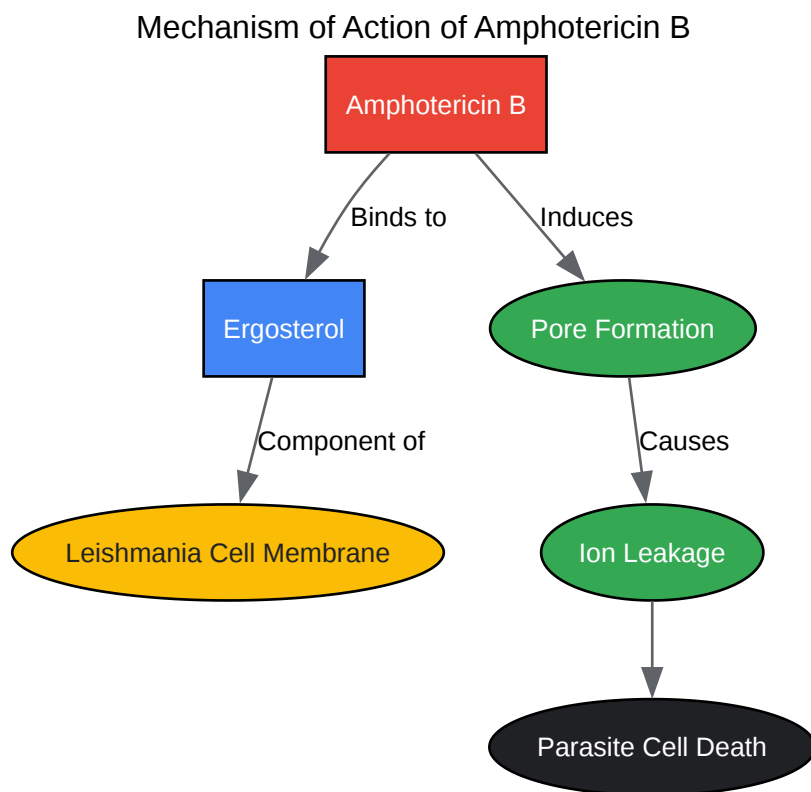 Mechanism of Action of Amphotericin B
Amphotericin B
Binds to
Induces
Ergosterol
Pore Formation
Component of
Causes
Leishmania Cell Membrane
Ion Leakage
Parasite Cell Death